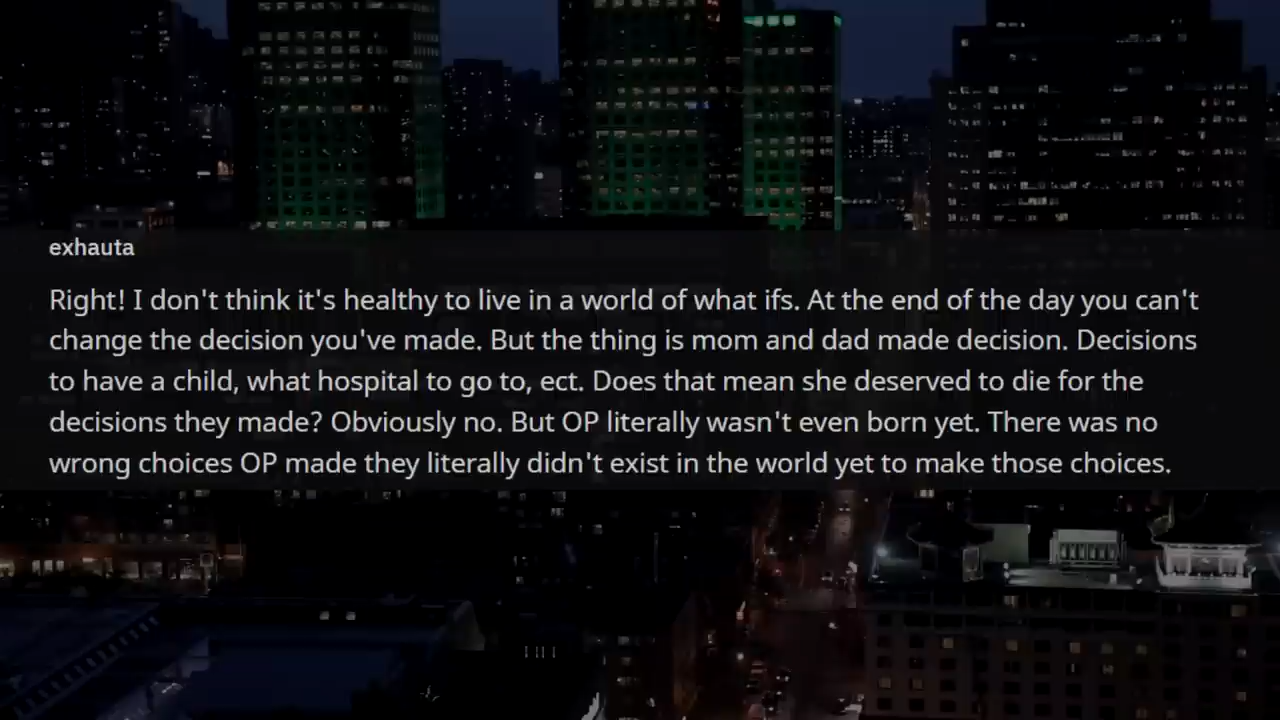 exhauta
Right! I don't think it's healthy to live in a world of what ifs. At the end of the day you can't
change the decision you've made. But the thing is mom and dad made decision. Decisions
to have a child, what hospital to go to, ect. Does that mean she deserved to die for the
decisions they made? Obviously no. But OP literally wasn't even born yet. There was no
wrong choices OP made they literally didn't exist in the world yet to make those choices.